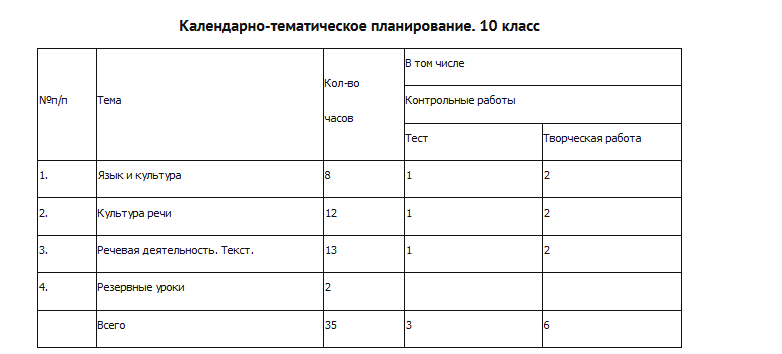 Календарно-тематическое планирование. 10 класс
№п/п
Тема
Кол-во
часов
В том числе
Контрольные работы
Тест
Творческая работа
1.
Язык и культура
8
1
2
2.
Культура речи
12
1
2
3.
Речевая деятельность. Текст.
13
1
2
4.
Резервные уроки
2
Всего
35
3
6